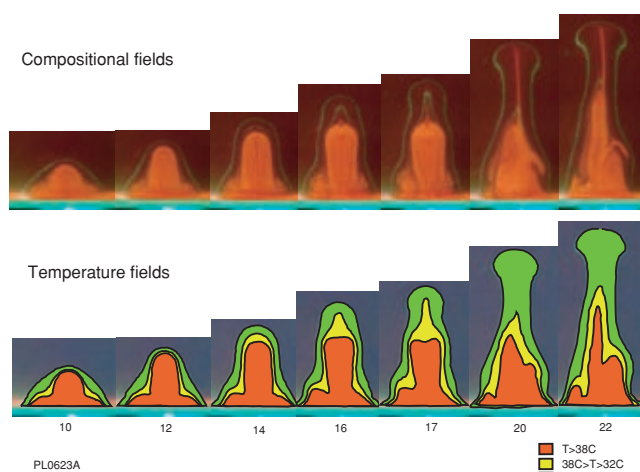 Compositional fields
Temperature fields
10 12 14 16 17 20 22
PL0623A
T>38C
38C>T>32C